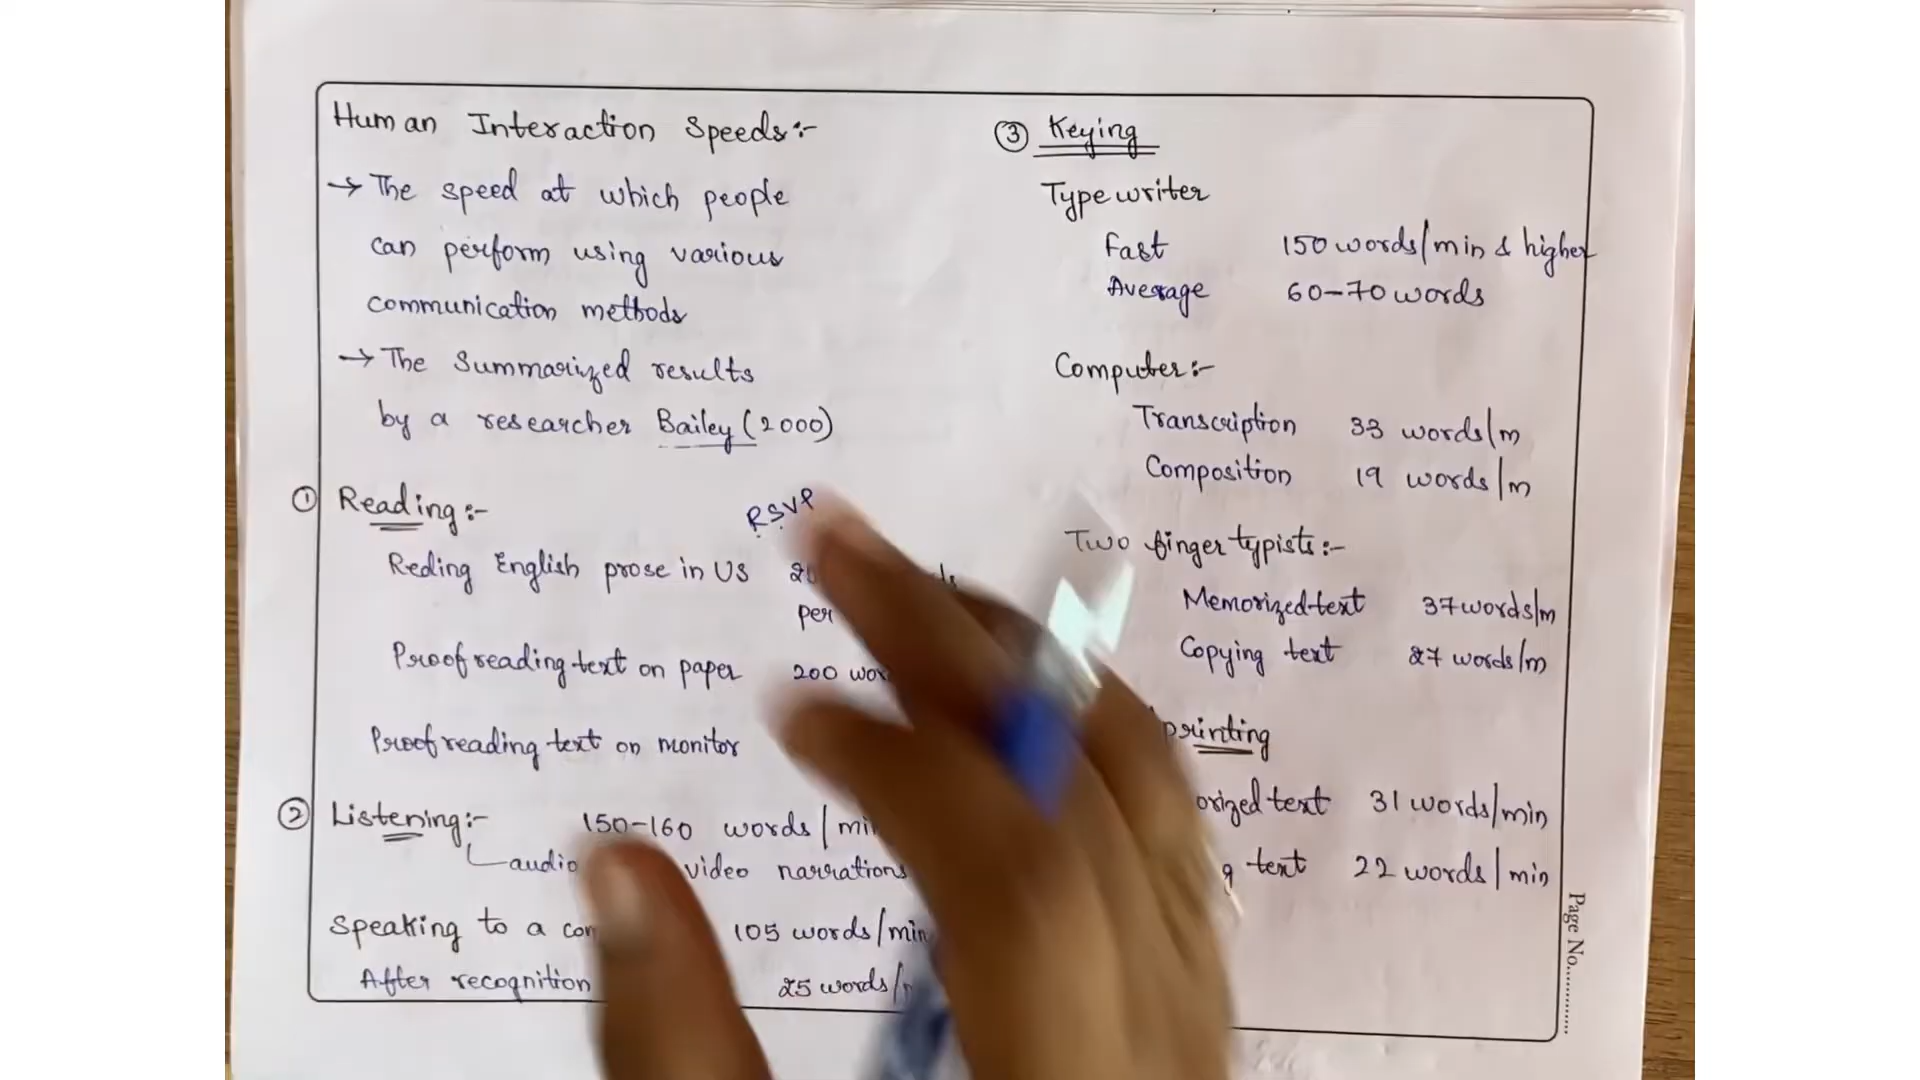 Human Interaction Speeds:-
→ The speed at which people
can perform using various
communication methods
→ The Summarized results
by a researcher Bailey (2000)
① Reading:-
RSVP
Reding English prose in US
per
Proof reading text on paper 200
Proof reading text on monitor
② Listening:- 150-160 words/min
audio video narrations
Speaking to a 105 words/min
After recognition 25 words/
③ Keying
Type writer
Fast 150 words/min & higher
Average 60-70 words
Computer:-
Transcription 33 words/m
Composition 19 words/m
Two finger typists:-
Memorized text 37 words/m
Copying text 27 words/m
printing
text 31 words/min
text 22 words/min
Page No..............